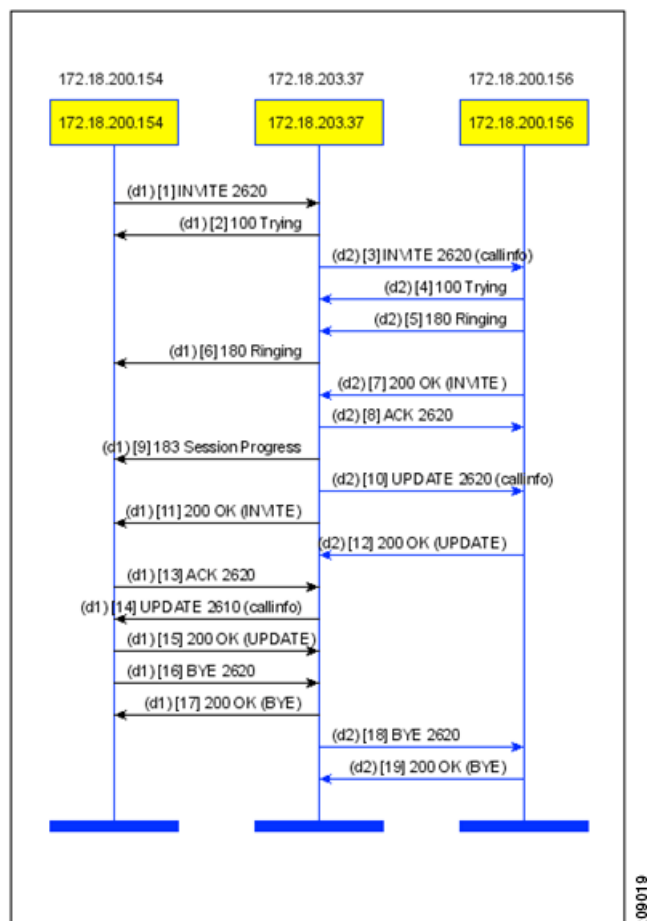 172.18.200.154 172.18.203.37 172.18.200.156
172.18.200.154 172.18.203.37 172.18.200.156
(d1) [1] INVITE 2620
(d1) [2] 100 Trying
(d2) [3] INVITE 2620 (callinfo)
(d2) [4] 100 Trying
(d2) [5] 180 Ringing
(d1) [6] 180 Ringing
(d2) [7] 200 OK (INVITE)
(d2) [8] ACK 2620
(d1) [9] 183 Session Progress
(d2) [10] UPDATE 2620 (callinfo)
(d1) [11] 200 OK (INVITE)
(d2) [12] 200 OK (UPDATE)
(d1) [13] ACK 2620
(d1) [14] UPDATE 2610 (callinfo)
(d1) [15] 200 OK (UPDATE)
(d1) [16] BYE 2620
(d1) [17] 200 OK (BYE)
(d2) [18] BYE 2620
(d2) [19] 200 OK (BYE)
09019